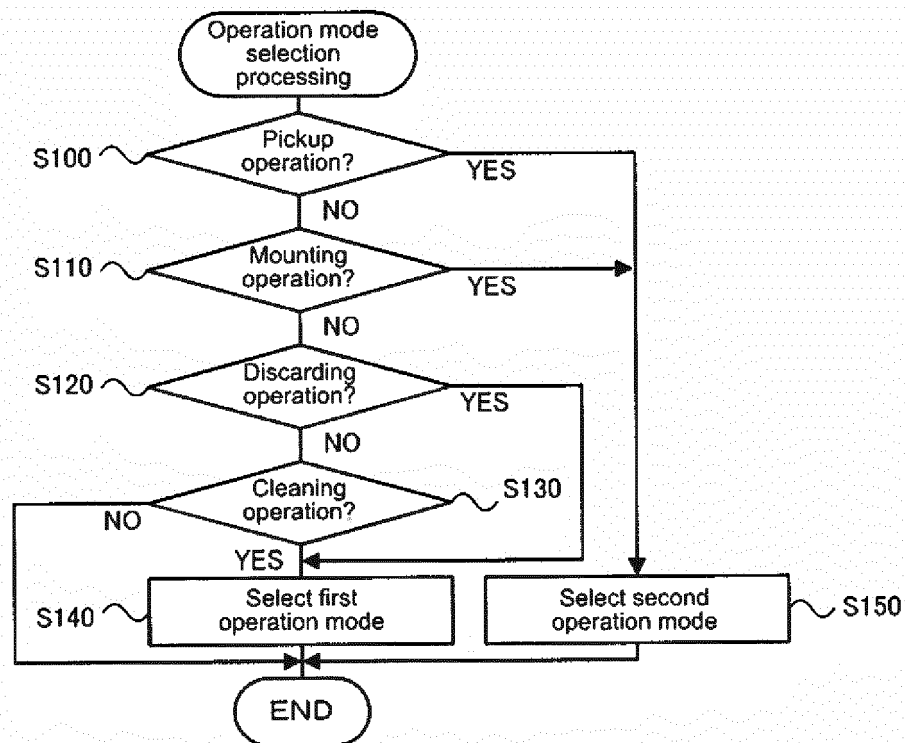 Operation mode
selection
processing
S100
Pickup
operation?
YES
NO
S110
Mounting
operation?
YES
NO
S120
Discarding
operation?
YES
NO
Cleaning
operation?
S130
NO
YES
S140
Select first
operation mode
Select second
operation mode
S150
END